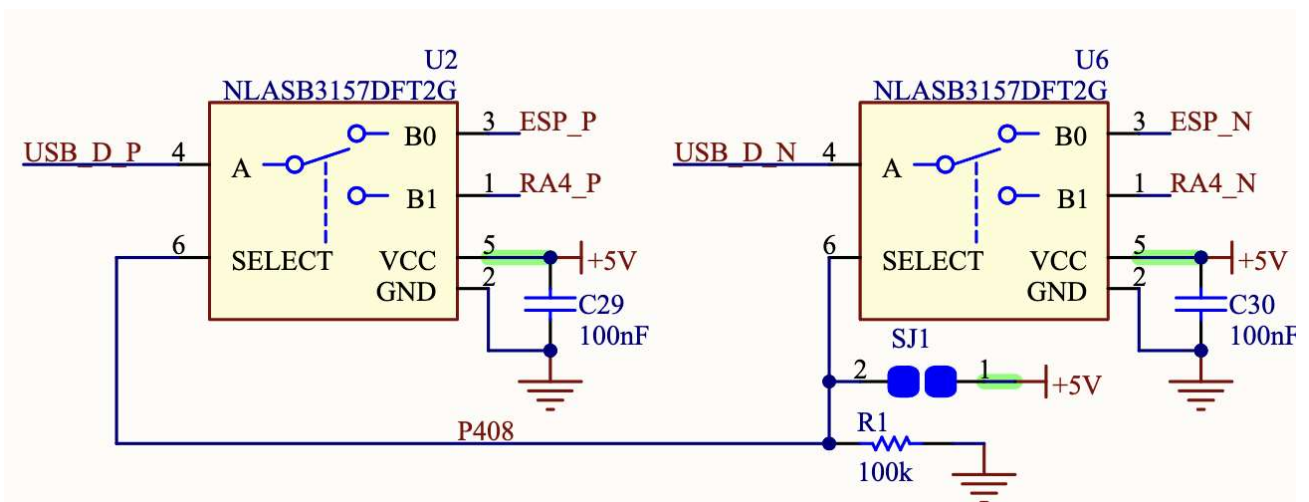 U2
NLASB3157DFT2G
USB_D_P
4
A
B0
3
ESP_P
B1
1
RA4_P
6
SELECT
VCC
5
+5V
GND
2
C29
100nF
U6
NLASB3157DFT2G
USB_D_N
4
A
B0
3
ESP_N
B1
1
RA4_N
6
SELECT
VCC
5
+5V
GND
2
C30
100nF
SJ1
2
1
+5V
P408
R1
100k